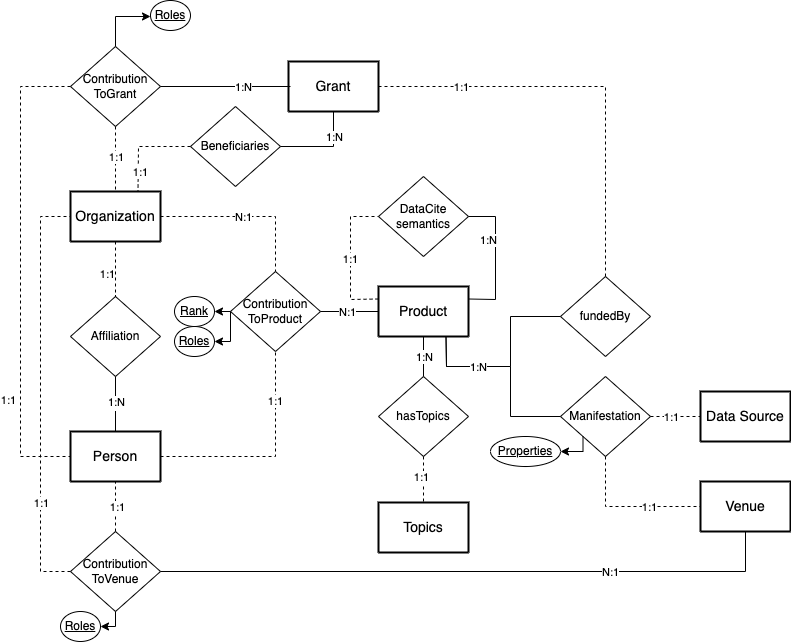 Roles
Contribution
ToGrant
1:N
Grant
1:1
1:N
Beneficiaries
1:1
1:1
DataCite
semantics
Organization
N:1
1:N
1:1
1:1
Contribution
ToProduct
Rank
N:1
Product
fundedBy
Affiliation
Roles
1:N
1:N
1:1
1:N
hasTopics
Manifestation
1:1
Data Source
1:1
Person
Properties
1:1
1:1
1:1
1:1
Venue
Topics
Contribution
ToVenue
N:1
Roles